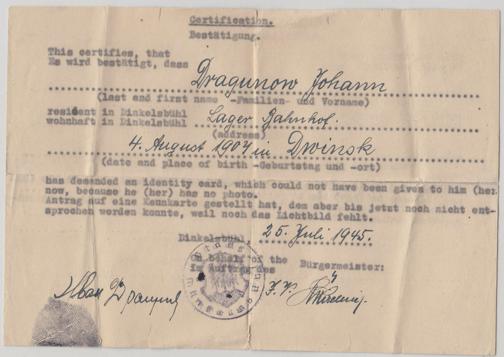 Certification.
Bestätigung.
This certifies, that
Es wird bestätigt, dass
Dragunow Johann
(last and first name -Familien- und Vorname)
resident in Dinkelsbühl
wohnhaft in Dinkelsbühl
Lager Bahnhof.
(address)
4. August 1907 in Dwinsk
(date and place of birth -Geburtstag und -ort)
has demanded an identity card, which could not have been gives to him (her
now, because he (her) has no photo.
Antrag auf eine Kennkarte gestellt hat, dem aber bis jetzt noch nicht ent-
sprochen werden konnte, weil noch das Lichtbild fehlt.
Dinkelsbühl, 25. Juli 1945.
On behalf of the Bürgermeister:
Im Auftrag des
J. V.